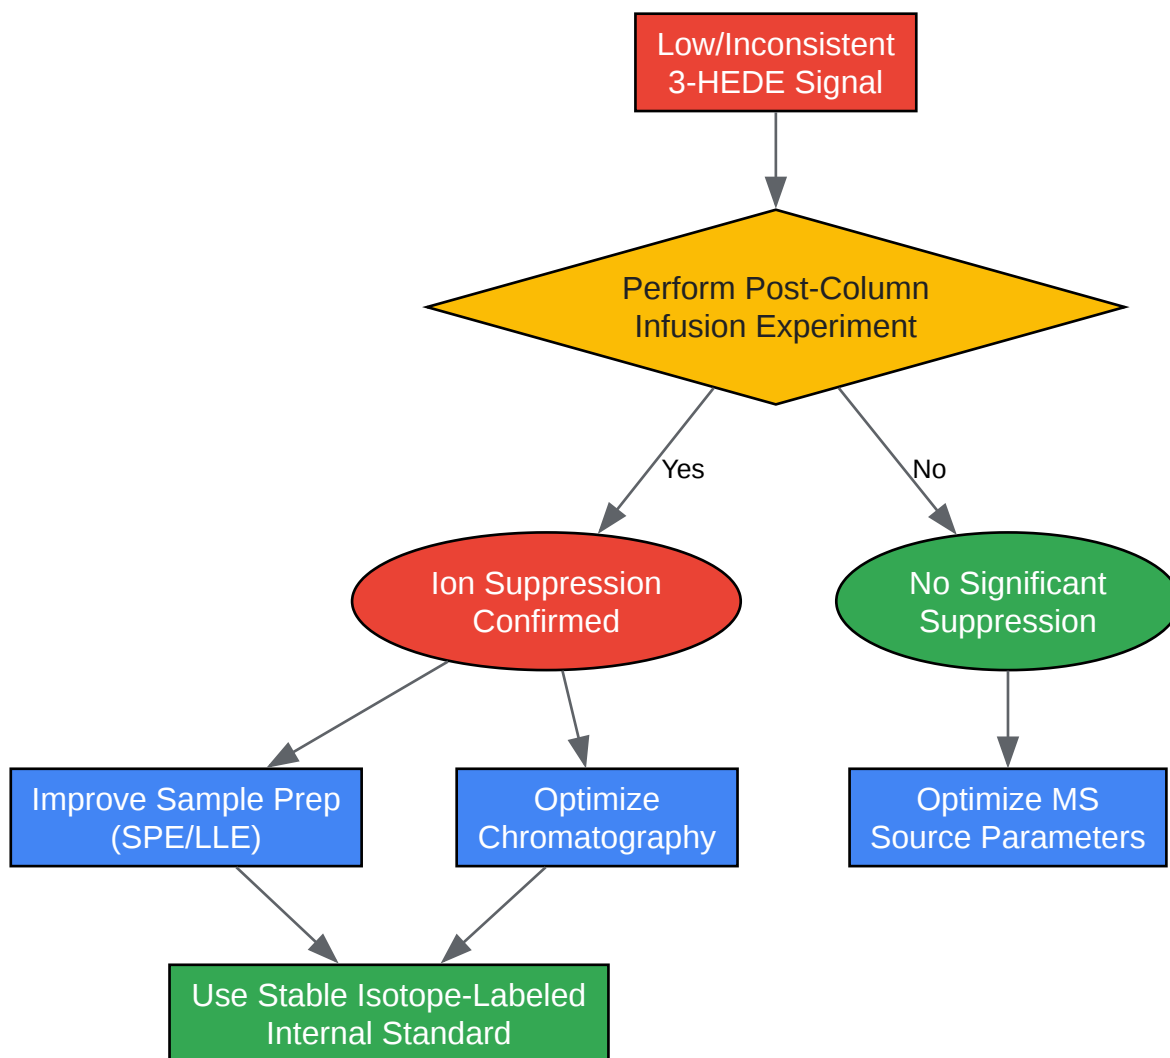 Low/Inconsistent
3-HEDE Signal
Perform Post-Column
Infusion Experiment
Yes
No
Ion Suppression
Confirmed
No Significant
Suppression
Improve Sample Prep
(SPE/LLE)
Optimize
Chromatography
Optimize MS
Source Parameters
Use Stable Isotope-Labeled
Internal Standard